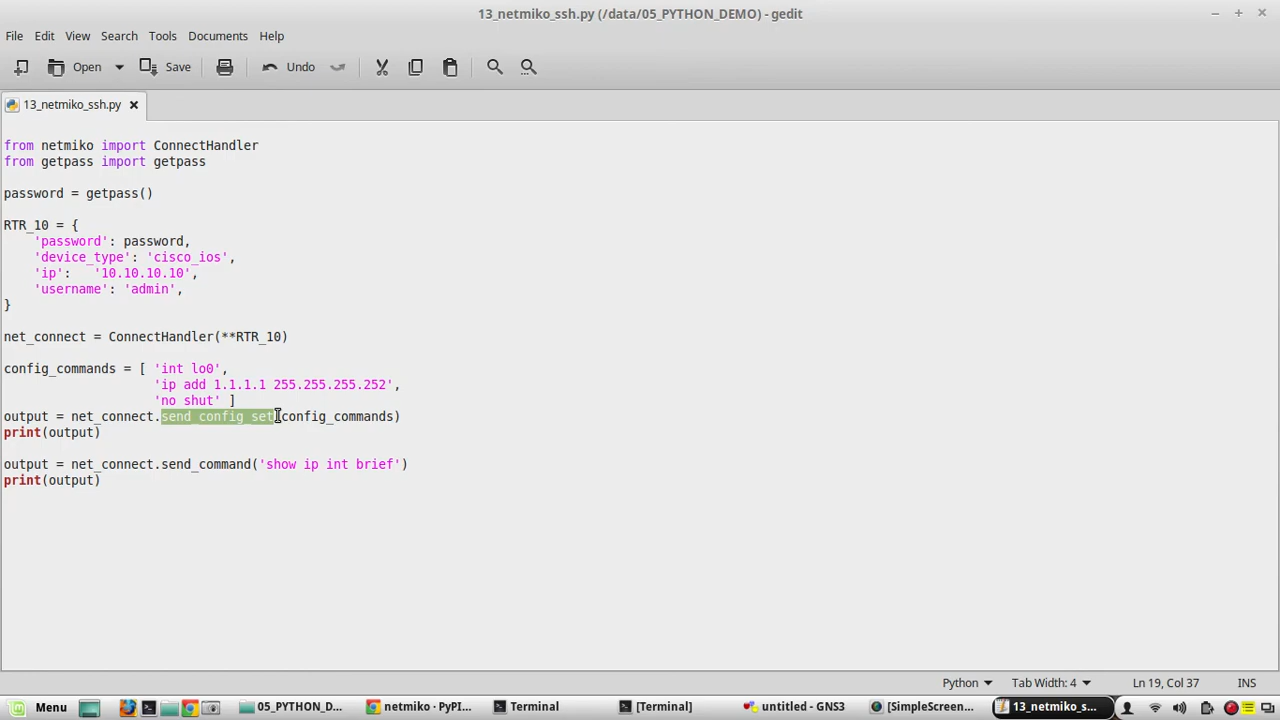 13_netmiko_ssh.py (/data/05_PYTHON_DEMO) - gedit
File Edit View Search Tools Documents Help
Open Save Undo
13_netmiko_ssh.py
from netmiko import ConnectHandler
from getpass import getpass
password = getpass()
RTR_10 = {
'password': password,
'device_type': 'cisco_ios',
'ip': '10.10.10.10',
'username': 'admin',
}
net_connect = ConnectHandler(**RTR_10)
config_commands = [ 'int lo0',
'ip add 1.1.1.1 255.255.255.252',
'no shut' ]
output = net_connect.send_config_set(config_commands)
print(output)
output = net_connect.send_command('show ip int brief')
print(output)
Python Tab Width: 4 Ln 19, Col 37 INS
Menu 05_PYTHON_D... netmiko · PyPI... Terminal [Terminal] untitled - GNS3 [SimpleScreen... 13_netmiko_s...